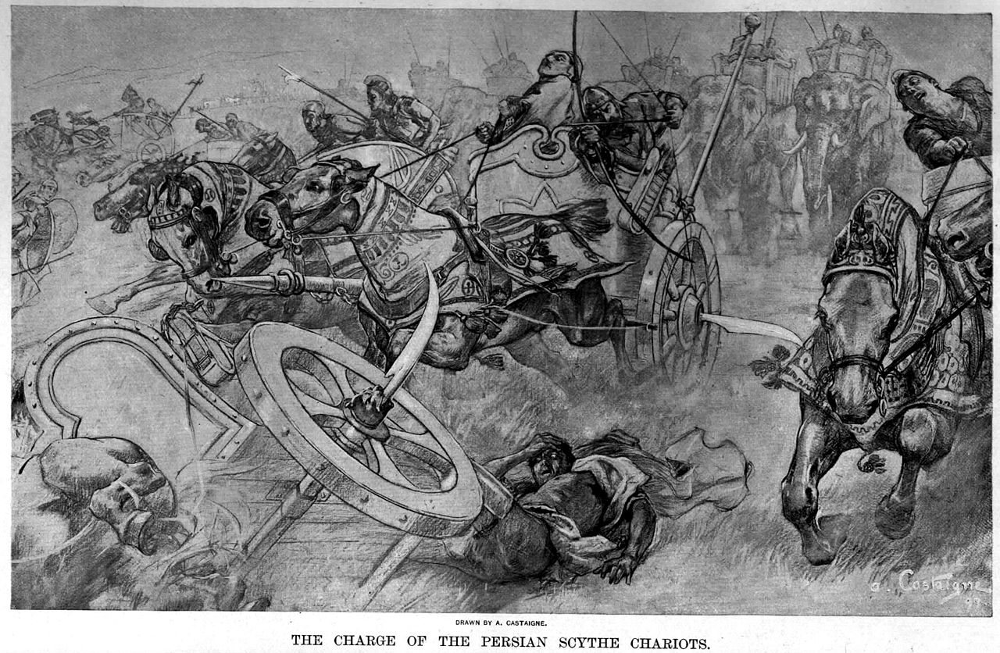 a. Castaigne
DRAWN BY A. CASTAIGNE.
THE CHARGE OF THE PERSIAN SCYTHE CHARIOTS.